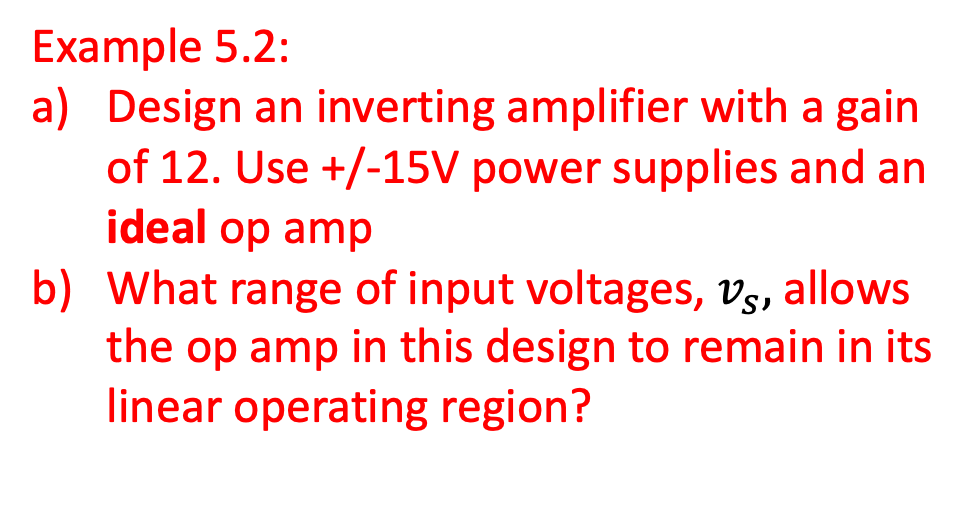 Example 5.2:
a) Design an inverting amplifier with a gain
of 12. Use +/-15V power supplies and an
ideal op amp
b) What range of input voltages, vₛ, allows
the op amp in this design to remain in its
linear operating region?